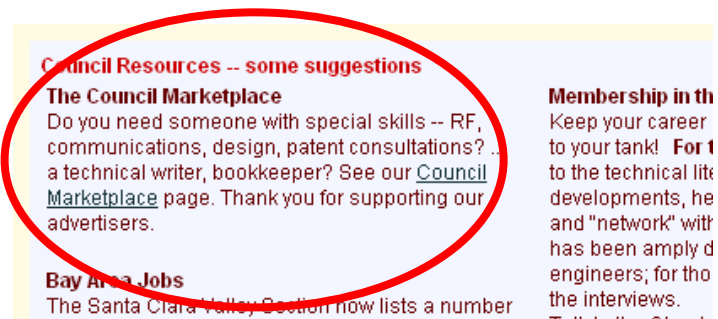 Council Resources -- some suggestions
The Council Marketplace
Do you need someone with special skills -- RF,
communications, design, patent consultations? ..
a technical writer, bookkeeper? See our Council
Marketplace page. Thank you for supporting our
advertisers.
Bay Area Jobs
The Santa Clara Valley Section now lists a number
Membership in th
Keep your career
to your tank! For t
to the technical lite
developments, he
and "network" with
has been amply d
engineers; for tho
the interviews.